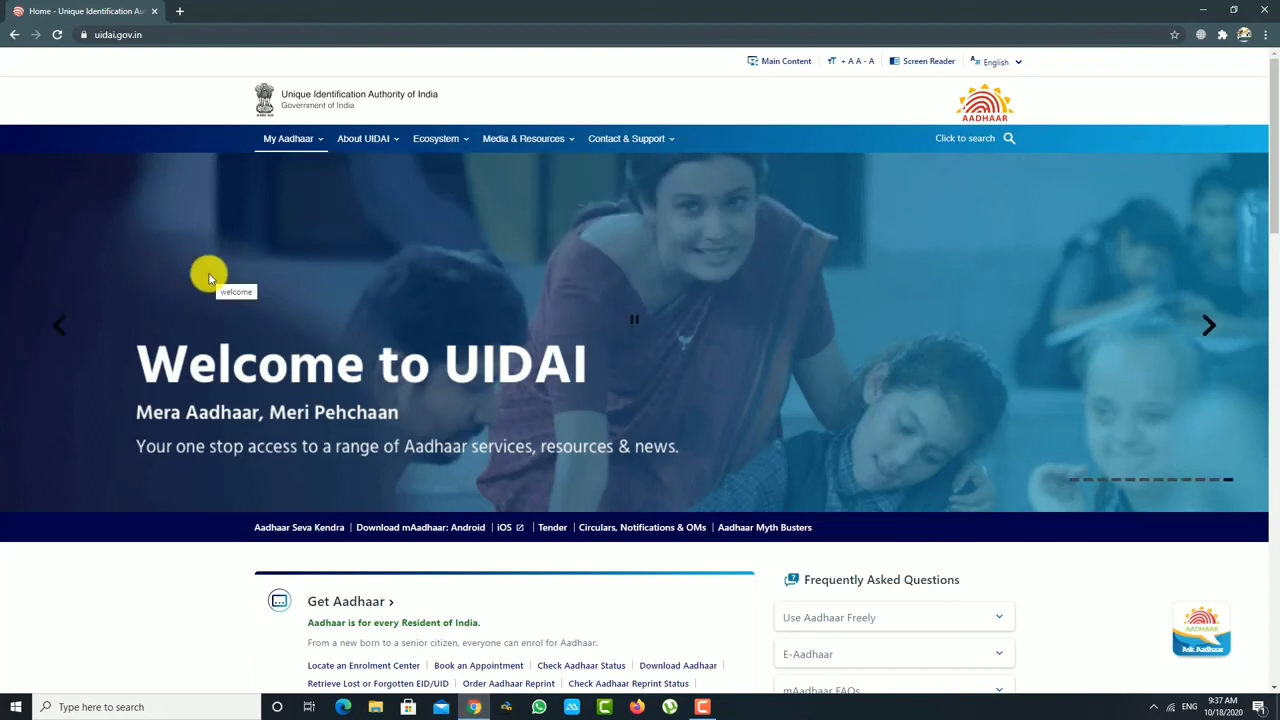 Home - Unique Identification Au
uidai.gov.in
Main Content
+ A A - A
Screen Reader
English
Unique Identification Authority of India
Government of India
AADHAAR
My Aadhaar
About UIDAI
Ecosystem
Media & Resources
Contact & Support
Click to search
welcome
Welcome to UIDAI
Mera Aadhaar, Meri Pehchaan
Your one stop access to a range of Aadhaar services, resources & news.
Aadhaar Seva Kendra
Download mAadhaar: Android
iOS
Tender
Circulars, Notifications & OMs
Aadhaar Myth Busters
Get Aadhaar
Aadhaar is for every Resident of India.
From a new born to a senior citizen, everyone can enrol for Aadhaar.
Locate an Enrolment Center
Book an Appointment
Check Aadhaar Status
Download Aadhaar
Retrieve Lost or Forgotten EID/UID
Order Aadhaar Reprint
Check Aadhaar Reprint Status
Frequently Asked Questions
Use Aadhaar Freely
E-Aadhaar
mAadhaar FAQs
AADHAAR
Ask Aadhaar
Type here to search
ENG
9:37 AM
10/18/2020